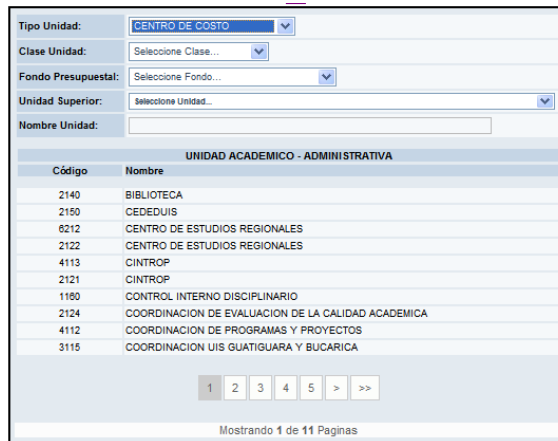 Tipo Unidad: CENTRO DE COSTO
Clase Unidad: Seleccione Clase...
Fondo Presupuestal: Seleccione Fondo...
Unidad Superior: Seleccione Unidad...
Nombre Unidad:
UNIDAD ACADEMICO - ADMINISTRATIVA
Código Nombre
2140 BIBLIOTECA
2150 CEDEDUIS
6212 CENTRO DE ESTUDIOS REGIONALES
2122 CENTRO DE ESTUDIOS REGIONALES
4113 CINTROP
2121 CINTROP
1160 CONTROL INTERNO DISCIPLINARIO
2124 COORDINACION DE EVALUACION DE LA CALIDAD ACADEMICA
4112 COORDINACION DE PROGRAMAS Y PROYECTOS
3115 COORDINACION UIS GUATIGUARA Y BUCARICA
1 2 3 4 5 > >>
Mostrando 1 de 11 Paginas